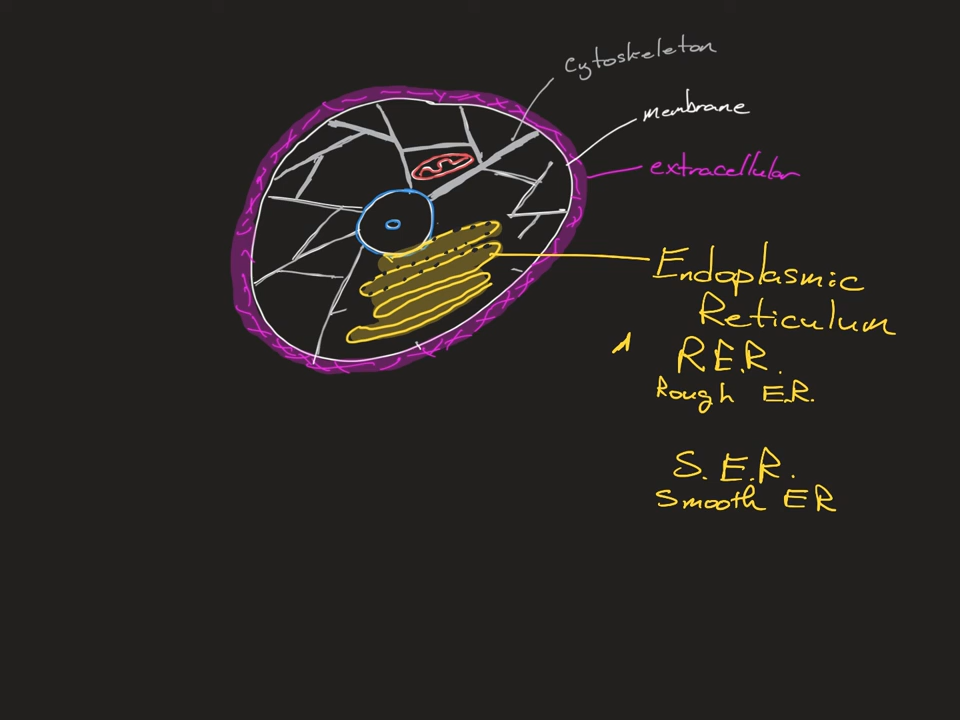 cytoskeleton
membrane
extracellular
Endoplasmic
Reticulum
R.E.R.
Rough E.R.
S.E.R.
Smooth ER